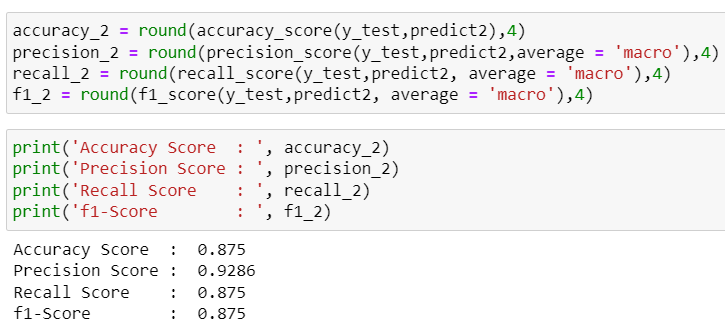 accuracy_2 = round(accuracy_score(y_test,predict2),4)
precision_2 = round(precision_score(y_test,predict2,average = 'macro'),4)
recall_2 = round(recall_score(y_test,predict2, average = 'macro'),4)
f1_2 = round(f1_score(y_test,predict2, average = 'macro'),4)
print('Accuracy Score  : ', accuracy_2)
print('Precision Score : ', precision_2)
print('Recall Score    : ', recall_2)
print('f1-Score        : ', f1_2)
Accuracy Score  :  0.875
Precision Score :  0.9286
Recall Score    :  0.875
f1-Score        :  0.875